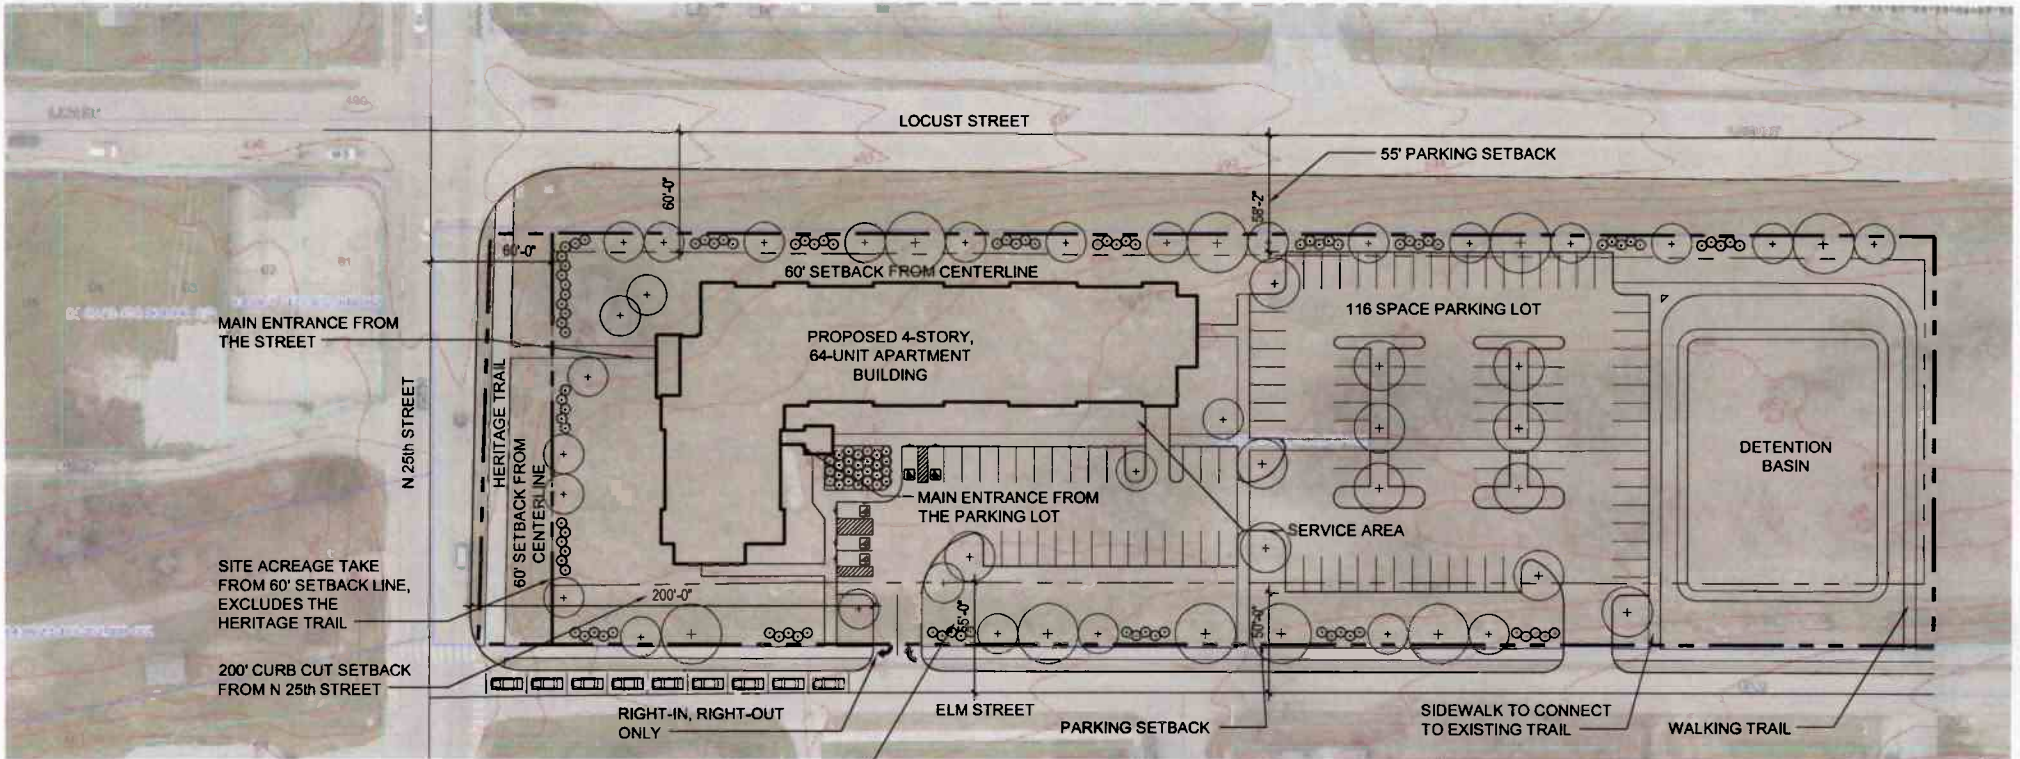 LOCUST STREET
55' PARKING SETBACK
60'-0"
58'-2"
60'-0"
60' SETBACK FROM CENTERLINE
116 SPACE PARKING LOT
MAIN ENTRANCE FROM
THE STREET
PROPOSED 4-STORY,
64-UNIT APARTMENT
BUILDING
N 25th STREET
HERITAGE TRAIL
60' SETBACK FROM
CENTERLINE
DETENTION
BASIN
MAIN ENTRANCE FROM
THE PARKING LOT
SERVICE AREA
SITE ACREAGE TAKE
FROM 60' SETBACK LINE,
EXCLUDES THE
HERITAGE TRAIL
200'-0"
55'-0"
50'-0"
200' CURB CUT SETBACK
FROM N 25th STREET
RIGHT-IN, RIGHT-OUT
ONLY
ELM STREET
PARKING SETBACK
SIDEWALK TO CONNECT
TO EXISTING TRAIL
WALKING TRAIL